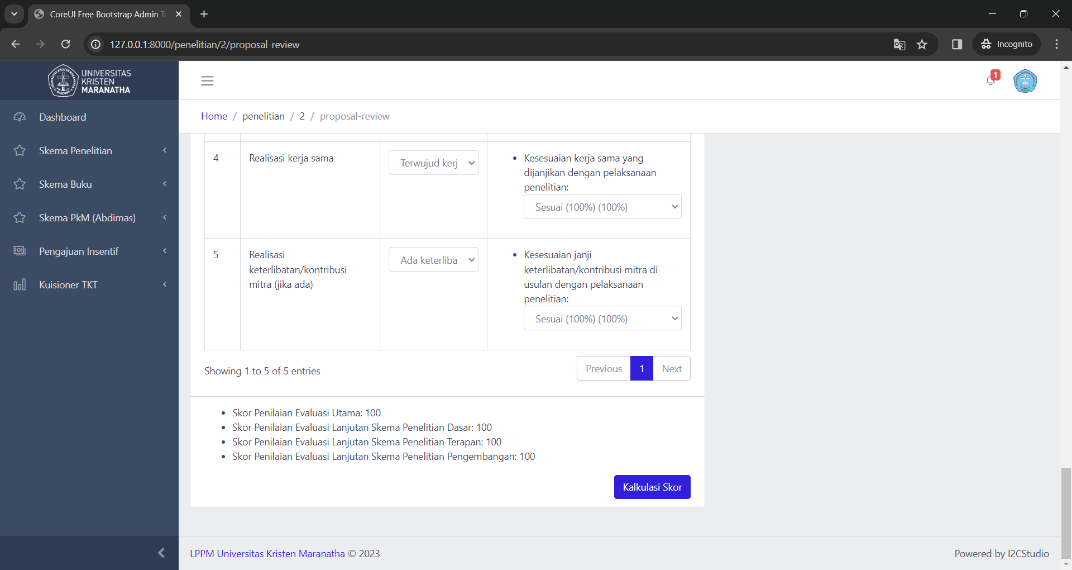 CoreUI Free Bootstrap Admin Te
127.0.0.1:8000/penelitian/2/proposal-review
Incognito
UNIVERSITAS
KRISTEN
MARANATHA
1
Home / penelitian / 2 / proposal-review
Dashboard
Skema Penelitian
Skema Buku
Skema PkM (Abdimas)
Pengajuan Insentif
Kuisioner TKT
4
Realisasi kerja sama
Terwujud kerj
• Kesesuaian kerja sama yang
dijanjikan dengan pelaksanaan
penelitian:
Sesuai (100%) (100%)
5
Realisasi
keterlibatan/kontribusi
mitra (jika ada)
Ada keterliba
• Kesesuaian janji
keterlibatan/kontribusi mitra di
usulan dengan pelaksanaan
penelitian:
Sesuai (100%) (100%)
Showing 1 to 5 of 5 entries
Previous 1 Next
• Skor Penilaian Evaluasi Utama: 100
• Skor Penilaian Evaluasi Lanjutan Skema Penelitian Dasar: 100
• Skor Penilaian Evaluasi Lanjutan Skema Penelitian Terapan: 100
• Skor Penilaian Evaluasi Lanjutan Skema Penelitian Pengembangan: 100
Kalkulasi Skor
LPPM Universitas Kristen Maranatha © 2023
Powered by I2CStudio